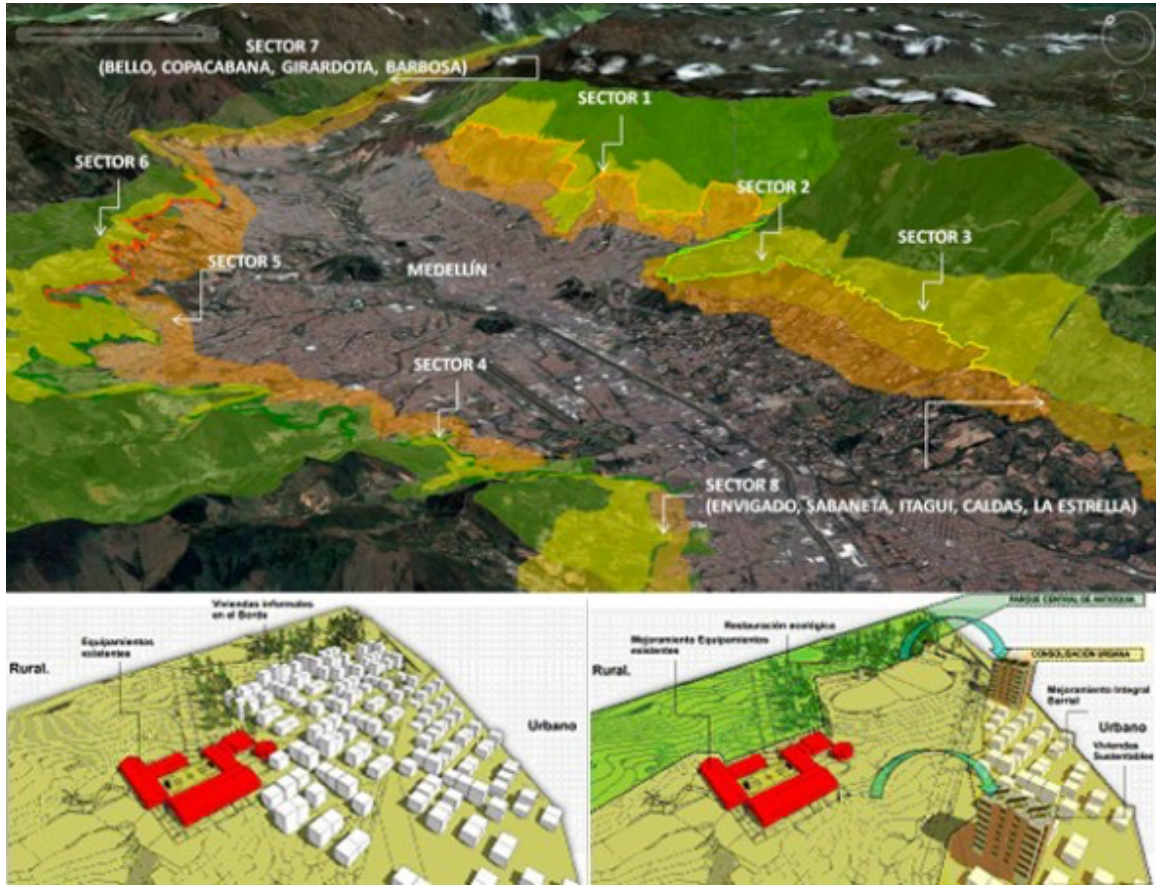 SECTOR 7
(BELLO, COPACABANA, GIRARDOTA, BARBOSA)
SECTOR 1
SECTOR 6
SECTOR 2
SECTOR 3
SECTOR 5
MEDELLÍN
SECTOR 4
SECTOR 8
(ENVIGADO, SABANETA, ITAGUI, CALDAS, LA ESTRELLA)
Viviendas informales
en el Borde
Equipamientos
existentes
Rural.
Urbano
PARQUE CENTRAL DE ANTIOQUIA
Restauración ecológica
Mejoramiento Equipamientos
existentes
CONSOLIDACIÓN URBANA
Rural.
Mejoramiento Integral
Barrial
Urbano
Viviendas
Sustentables